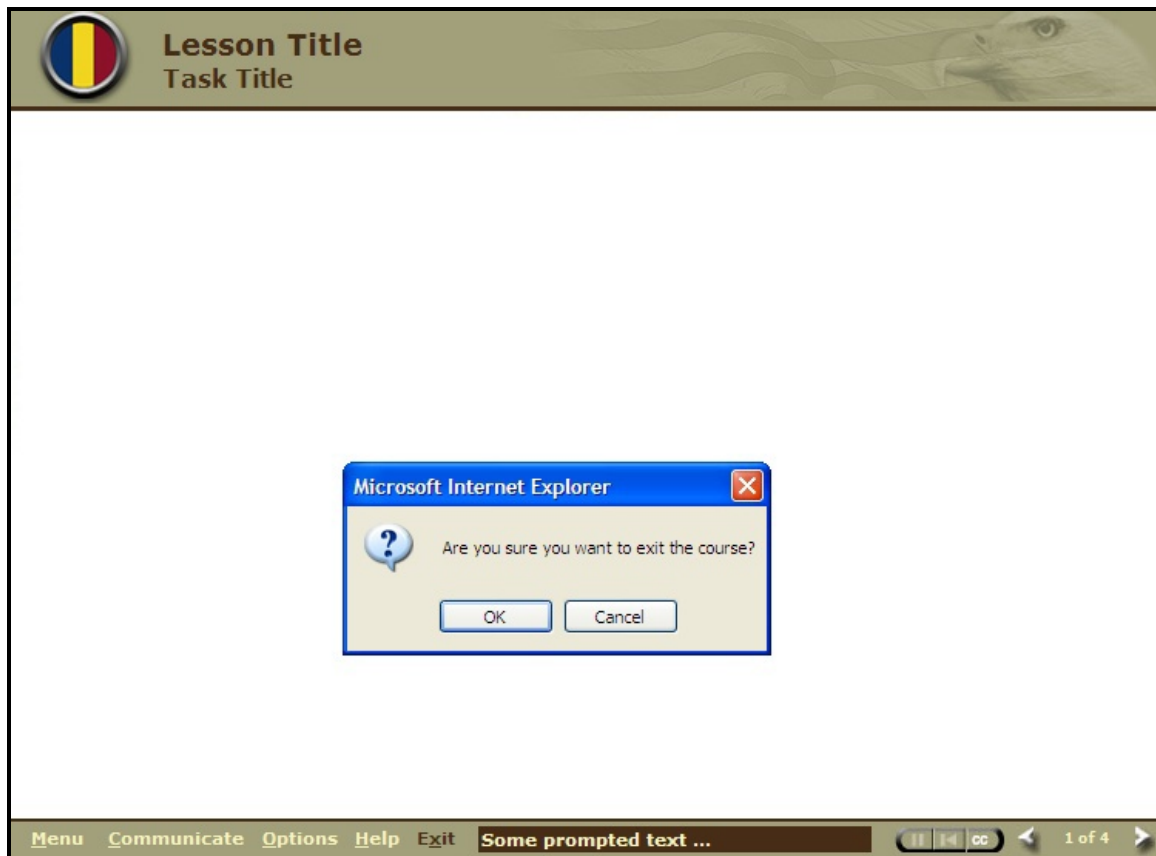 Lesson Title
Task Title
Microsoft Internet Explorer
?
Are you sure you want to exit the course?
OK Cancel
Menu Communicate Options Help Exit Some prompted text ... CC 1 of 4